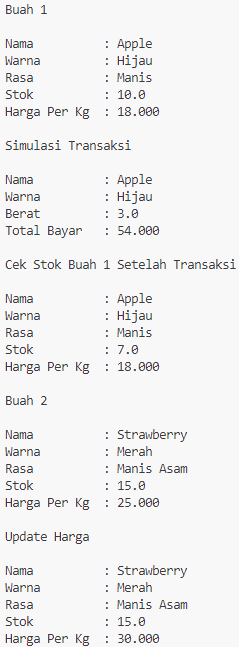 Buah 1
Nama : Apple
Warna : Hijau
Rasa : Manis
Stok : 10.0
Harga Per Kg : 18.000
Simulasi Transaksi
Nama : Apple
Warna : Hijau
Berat : 3.0
Total Bayar : 54.000
Cek Stok Buah 1 Setelah Transaksi
Nama : Apple
Warna : Hijau
Rasa : Manis
Stok : 7.0
Harga Per Kg : 18.000
Buah 2
Nama : Strawberry
Warna : Merah
Rasa : Manis Asam
Stok : 15.0
Harga Per Kg : 25.000
Update Harga
Nama : Strawberry
Warna : Merah
Rasa : Manis Asam
Stok : 15.0
Harga Per Kg : 30.000